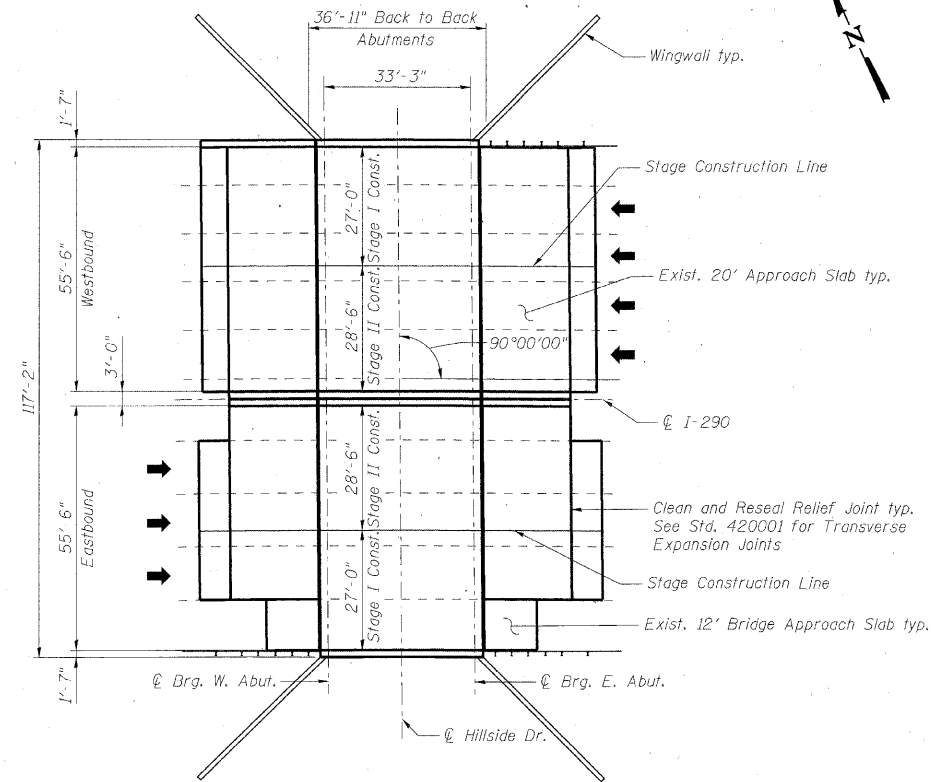 36'-11" Back to Back
Abutments
N
Wingwall typ.
33'-3"
1'-7"
Stage Construction Line
27'-0"
Stage I Const.
55'-6"
Westbound
Exist. 20' Approach Slab typ.
28'-6"
Stage II Const.
90°00'00"
3'-0"
117'-2"
℄ I-290
28'-6"
Stage II Const.
Clean and Reseal Relief Joint typ.
See Std. 420001 for Transverse
Expansion Joints
55'-6"
Eastbound
Stage Construction Line
27'-0"
Stage I Const.
Exist. 12' Bridge Approach Slab typ.
1'-7"
℄ Brg. W. Abut.
℄ Brg. E. Abut.
℄ Hillside Dr.